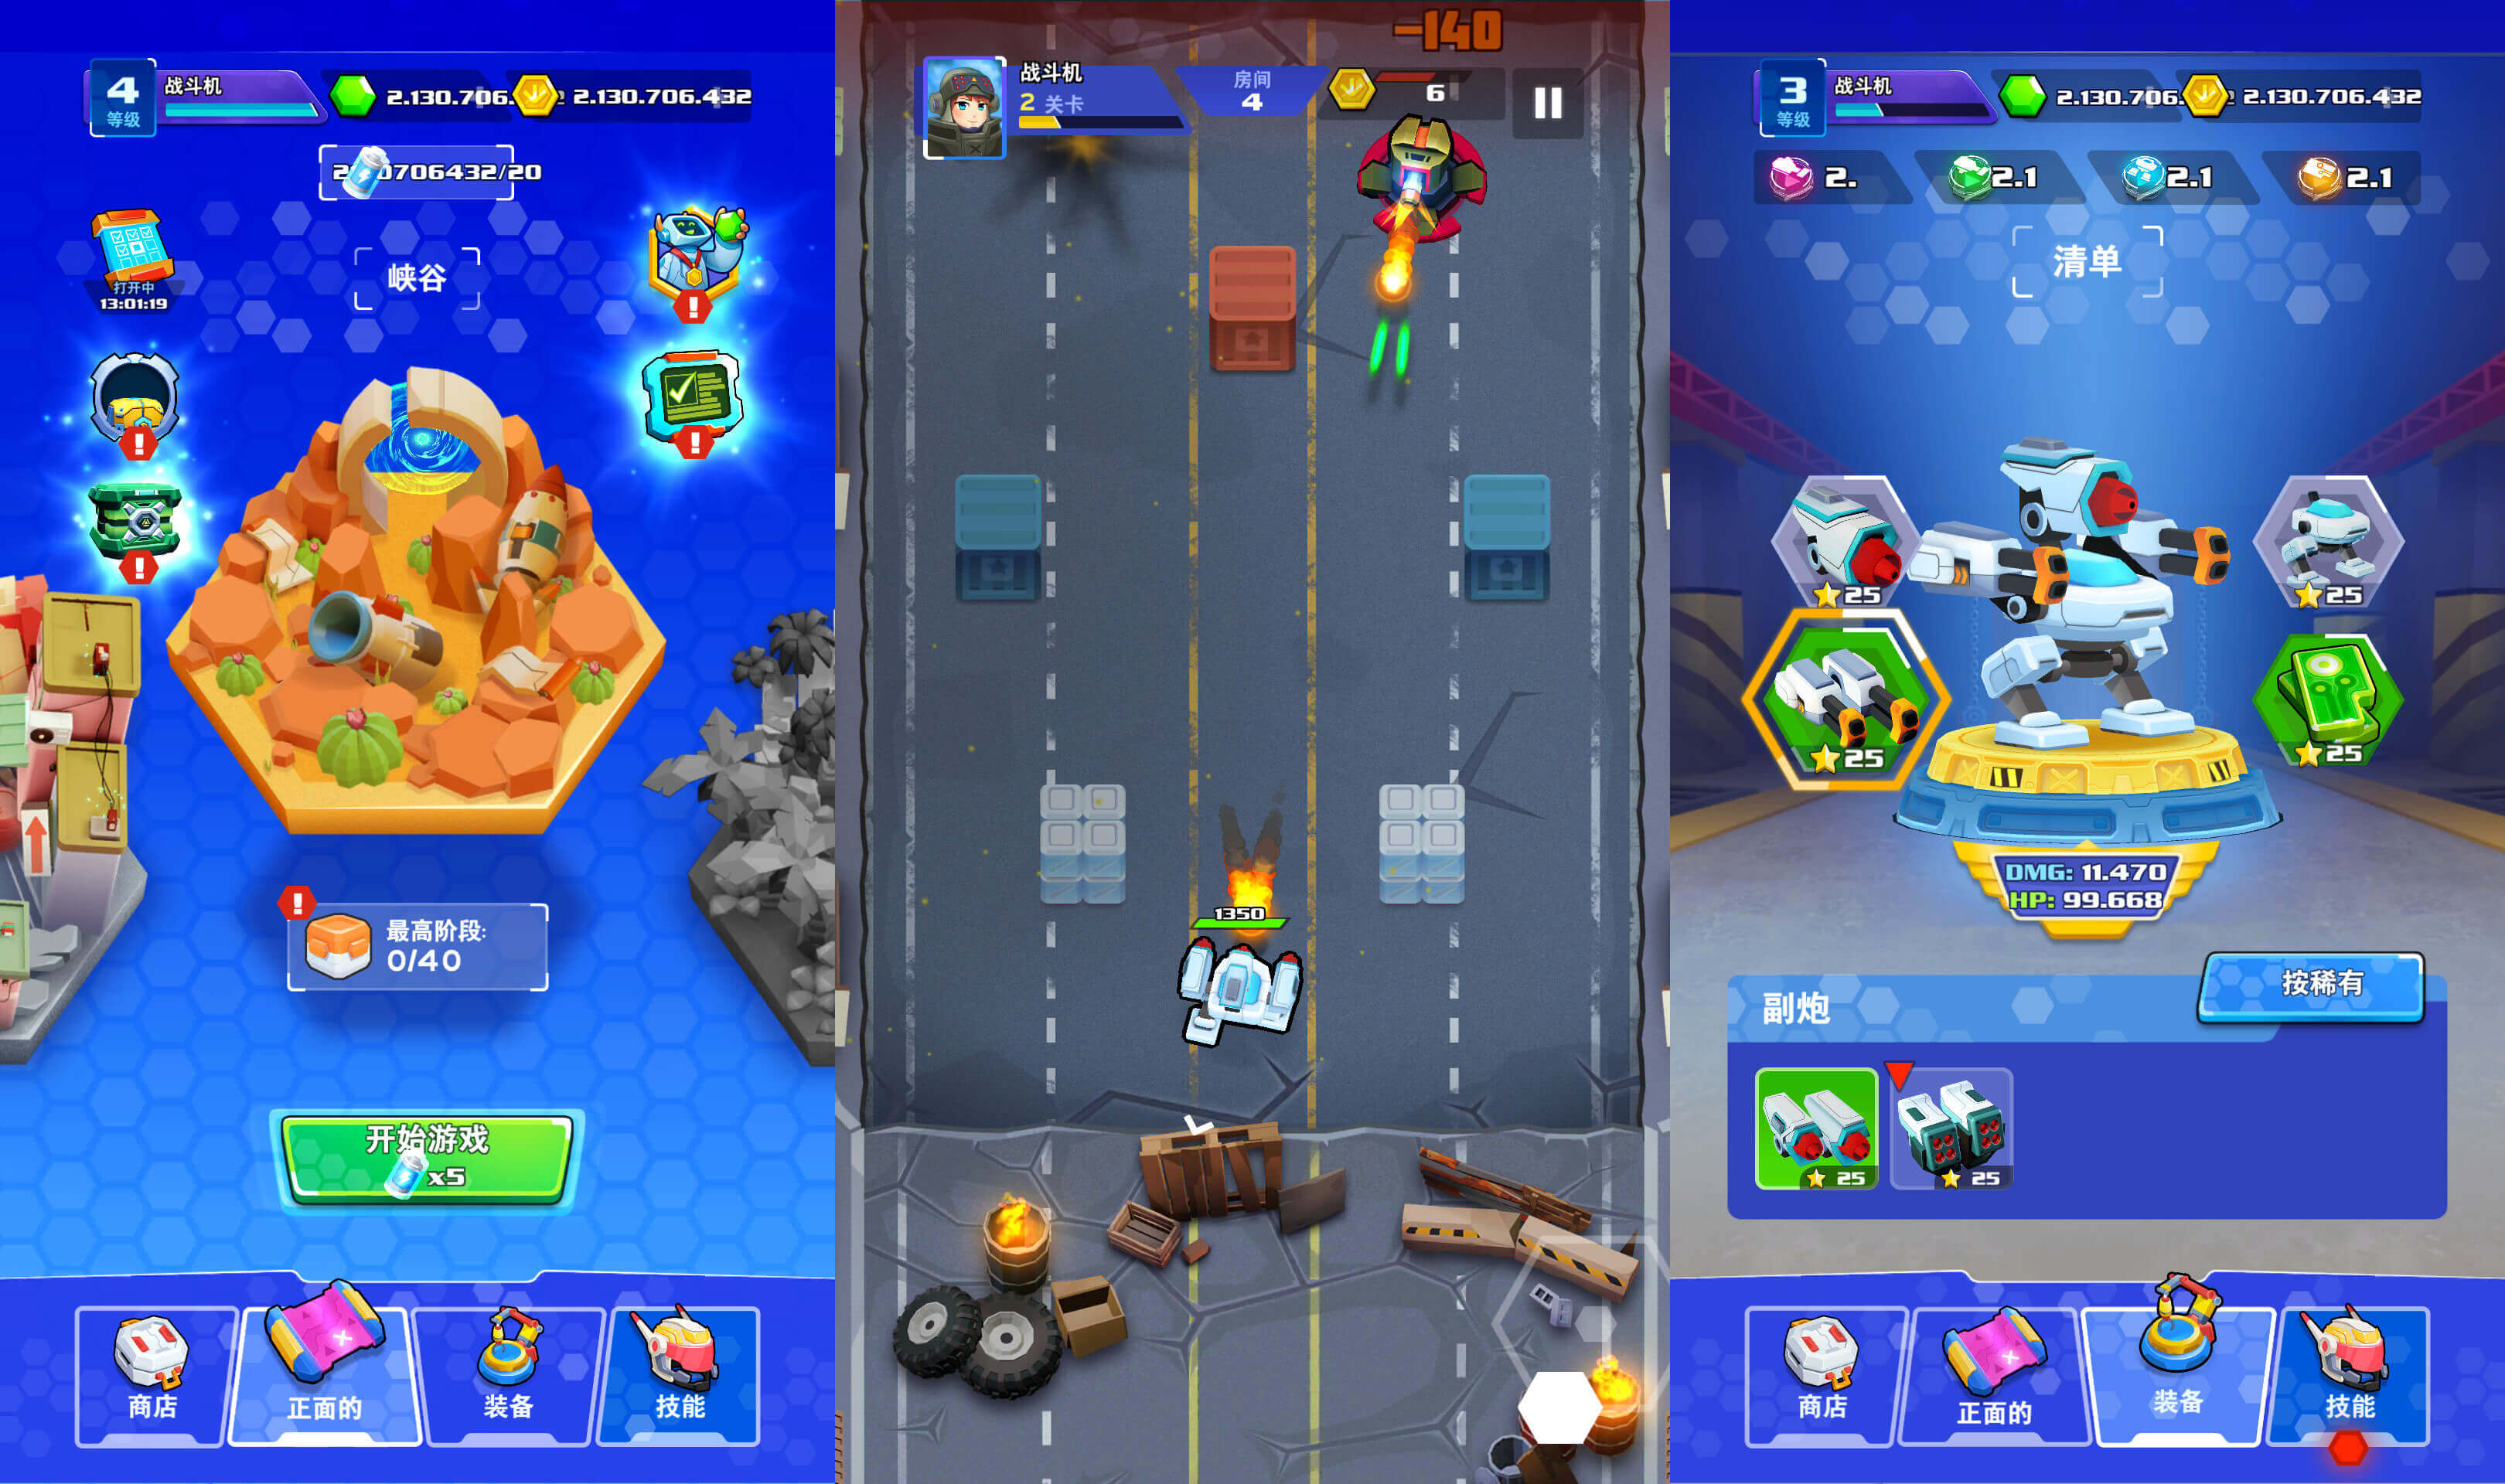 4
等级
战斗机
2.130.706.
2.130.706.432
0706432/20
打开中
13:01:19
峡谷
!
!
!
!
!
最高阶段:
0/40
开始游戏
x5
商店
正面的
装备
技能
-140
战斗机
2 关卡
房间
4
6
1350
3
等级
战斗机
2.130.706.
2.130.706.432
2.
2.1
2.1
2.1
清单
25
25
25
25
DMG: 11.470
HP: 99.668
按稀有
副炮
25
25
商店
正面的
装备
技能